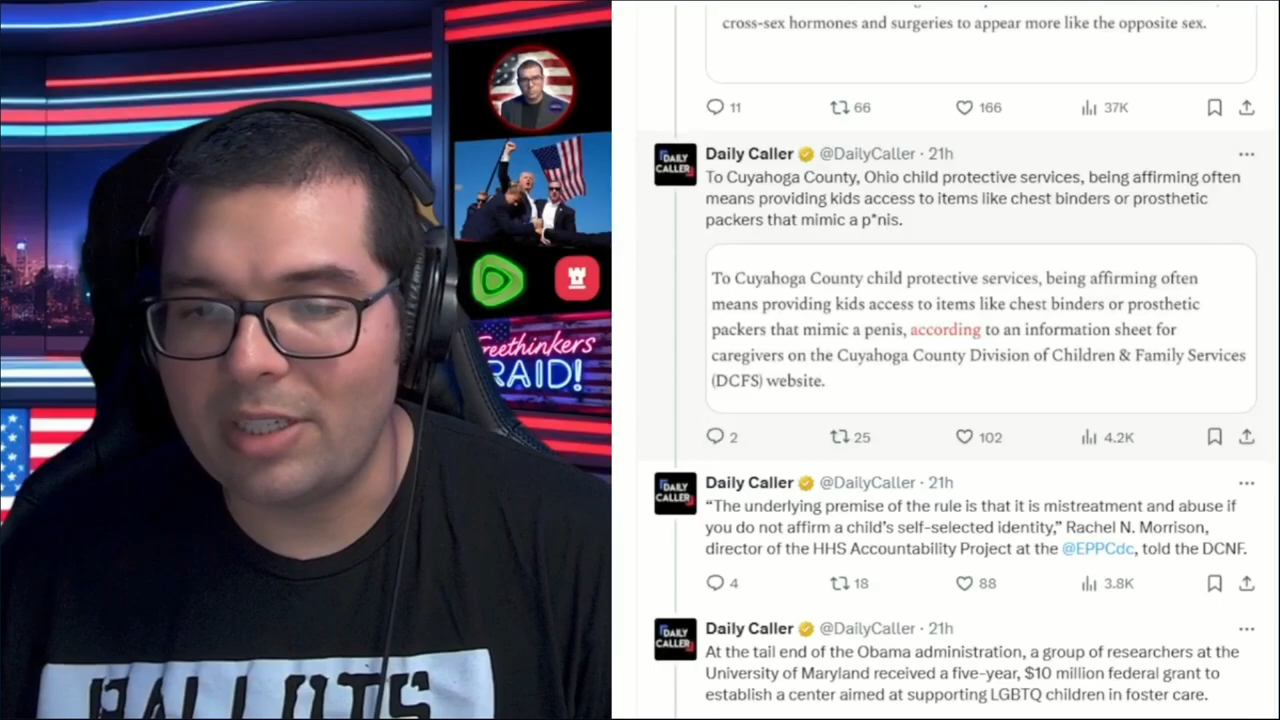 Freethinkers
RAID!
BALLOTS
cross-sex hormones and surgeries to appear more like the opposite sex.
11 66 166 37K
DAILY CALLER
Daily Caller @DailyCaller · 21h
To Cuyahoga County, Ohio child protective services, being affirming often
means providing kids access to items like chest binders or prosthetic
packers that mimic a p*nis.
To Cuyahoga County child protective services, being affirming often
means providing kids access to items like chest binders or prosthetic
packers that mimic a penis, according to an information sheet for
caregivers on the Cuyahoga County Division of Children & Family Services
(DCFS) website.
2 25 102 4.2K
DAILY CALLER
Daily Caller @DailyCaller · 21h
“The underlying premise of the rule is that it is mistreatment and abuse if
you do not affirm a child’s self-selected identity,” Rachel N. Morrison,
director of the HHS Accountability Project at the @EPPCdc, told the DCNF.
4 18 88 3.8K
DAILY CALLER
Daily Caller @DailyCaller · 21h
At the tail end of the Obama administration, a group of researchers at the
University of Maryland received a five-year, $10 million federal grant to
establish a center aimed at supporting LGBTQ children in foster care.